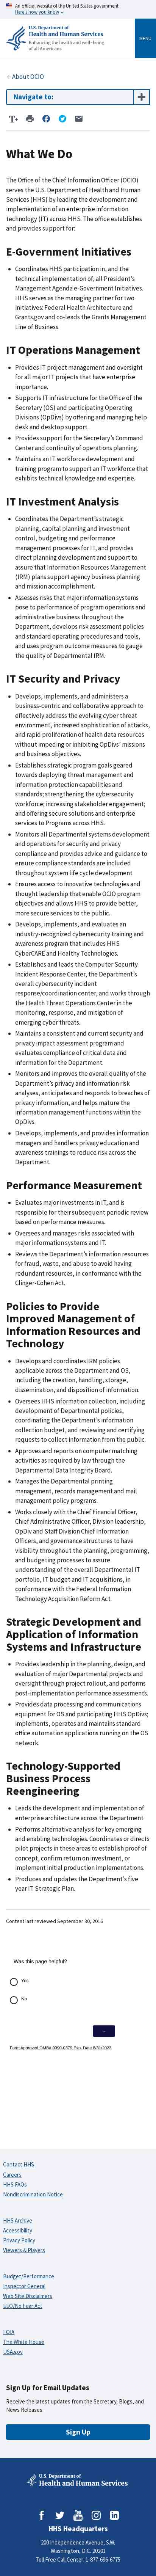 An official website of the United States government
Here's how you know
U.S. Department of
Health and Human Services
Enhancing the health and well-being
of all Americans
MENU
< About OCIO
Navigate to:
T+
What We Do
The Office of the Chief Information Officer (OCIO)
serves the U.S. Department of Health and Human
Services (HHS) by leading the development and
implementation of an enterprise information
technology (IT) across HHS. The office establishes
and provides support for:
E-Government Initiatives
Coordinates HHS participation in, and the
technical implementation of, all President's
Management Agenda e-Government Initiatives.
HHS serves as the managing partner for two
initiatives Federal Health Architecture and
Grants.gov and co-leads the Grants Management
Line of Business.
IT Operations Management
Provides IT project management and oversight
for all major IT projects that have enterprise
importance.
Supports IT infrastructure for the Office of the
Secretary (OS) and participating Operating
Divisions (OpDivs) by providing and managing help
desk and desktop support.
Provides support for the Secretary's Command
Center and continuity of operations planning.
Maintains an IT workforce development and
training program to support an IT workforce that
exhibits the necessary technical knowledge and skills.
IT Investment Analysis
Coordinates the Department's strategic
planning, capital planning and investment
control, budgeting and performance
management processes for IT, and provides
direct planning development and support to
assure that Information Resources Management
(IRM) plans support agency business planning
and mission accomplishment.
Assesses risks that major information systems
pose to performance of program operations and
administrative business throughout the
Department, develops risk assessment policies
and standard operating procedures and tools,
and uses program outcome measures to gauge
the quality of Departmental IRM.
IT Security and Privacy
Develops, implements, and administers a
business-centric and collaborative approach to
effectively address the evolving cyber threat
environment, increased sophistication of attacks,
and rapid proliferation of mobile devices without
impeding or impairing OpDivs' missions or
business objectives.
Establishes strategic program goals geared
towards deploying threat management and
information protection capabilities and
standards; strengthening the cybersecurity
ecosystem; enhancing stakeholder engagement;
and offering secure solutions and enterprise
services to Programs across HHS.
Monitors all Departmental systems development
and operations for security and privacy
compliance and provides advice and guidance to
ensure compliance standards are included
throughout system life cycle development.
Ensures access to innovative technologies and
thought leadership that enable OCIO program
objectives and allows HHS to provide better,
more secure services to the public.
Develops, implements, and evaluates an
industry-recognized cybersecurity training and
awareness program that includes HHS
CyberCARE and Healthy Technologies.
Establishes and leads the Computer Security
Incident Response Center, the Department's
overall cybersecurity incident
response/coordination center, and works through
the Health Threat Operations Center in the
monitoring, response, and mitigation of
emerging cyber threats.
Maintains a consistent and current security and
privacy impact assessment program and
evaluates compliance of critical and other
information for the Department.
Monitors and improves the overall quality of the
Department's privacy and information risk
analyses, anticipates and responds to breaches of
privacy information, and helps mature the
incident management functions within the
OpDivs.
Develops, implements, and provides information
managers and handlers privacy education and
awareness to critically reduce risk across the
Department.
Performance Measurement
Evaluates major investments in IT, and is
responsible for their subsequent periodic review
based on performance measures.
Oversees and manages risks associated with
major information systems and IT.
Reviews the Department's information resources
for fraud, waste, and abuse to avoid having
redundant resources, in conformance with the
Clinger-Cohen Act.
Policies to Provide
Improved Management of
Information Resources and
Technology
Develops and coordinates IRM policies
applicable across the Department and OS,
including the creation, handling, storage,
dissemination, and disposition of information.
Oversees HHS information collection, including
development of Departmental policies,
coordinating the Department's information
collection budget, and reviewing and certifying
requests to collect information from the public.
Approves and reports on computer matching
activities as required by law through the
Departmental Data Integrity Board.
Manages the Departmental printing
management, records management and mail
management policy programs.
Works closely with the Chief Financial Officer,
Chief Administrative Officer, Division leadership,
OpDiv and Staff Division Chief Information
Officers, and other governance structures to
have visibility throughout the planning, programming,
and budgeting process to assure
understanding of the overall Departmental IT
portfolio, IT budget and IT acquisitions, in
conformance with the Federal Information
Technology Acquisition Reform Act.
Strategic Development and
Application of Information
Systems and Infrastructure
Provides leadership in the planning, design, and
evaluation of major Departmental projects and
oversight through project rollout, and performs
post-implementation performance assessments.
Provides data processing and communications
equipment for OS and participating HHS OpDivs;
implements, operates and maintains standard
office automation applications running on the OS
network.
Technology-Supported
Business Process
Reengineering
Leads the development and implementation of
an enterprise architecture across the Department.
Performs alternative analysis for key emerging
and enabling technologies. Coordinates or directs
pilot projects in these areas to establish proof-of-
concept, confirm return on investment, or
implement initial production implementations.
Produces and updates the Department's five
year IT Strategic Plan.
Content last reviewed September 30, 2016
Was this page helpful?
Yes
No
→
Form Approved OMB# 0990-0379 Exp. Date 8/31/2023
Contact HHS
Careers
HHS FAQs
Nondiscrimination Notice
HHS Archive
Accessibility
Privacy Policy
Viewers & Players
Budget/Performance
Inspector General
Web Site Disclaimers
EEO/No Fear Act
FOIA
The White House
USA.gov
Sign Up for Email Updates
Receive the latest updates from the Secretary, Blogs, and
News Releases.
Sign Up
U.S. Department of
Health and Human Services
HHS Headquarters
200 Independence Avenue, S.W.
Washington, D.C. 20201
Toll Free Call Center: 1-877-696-6775